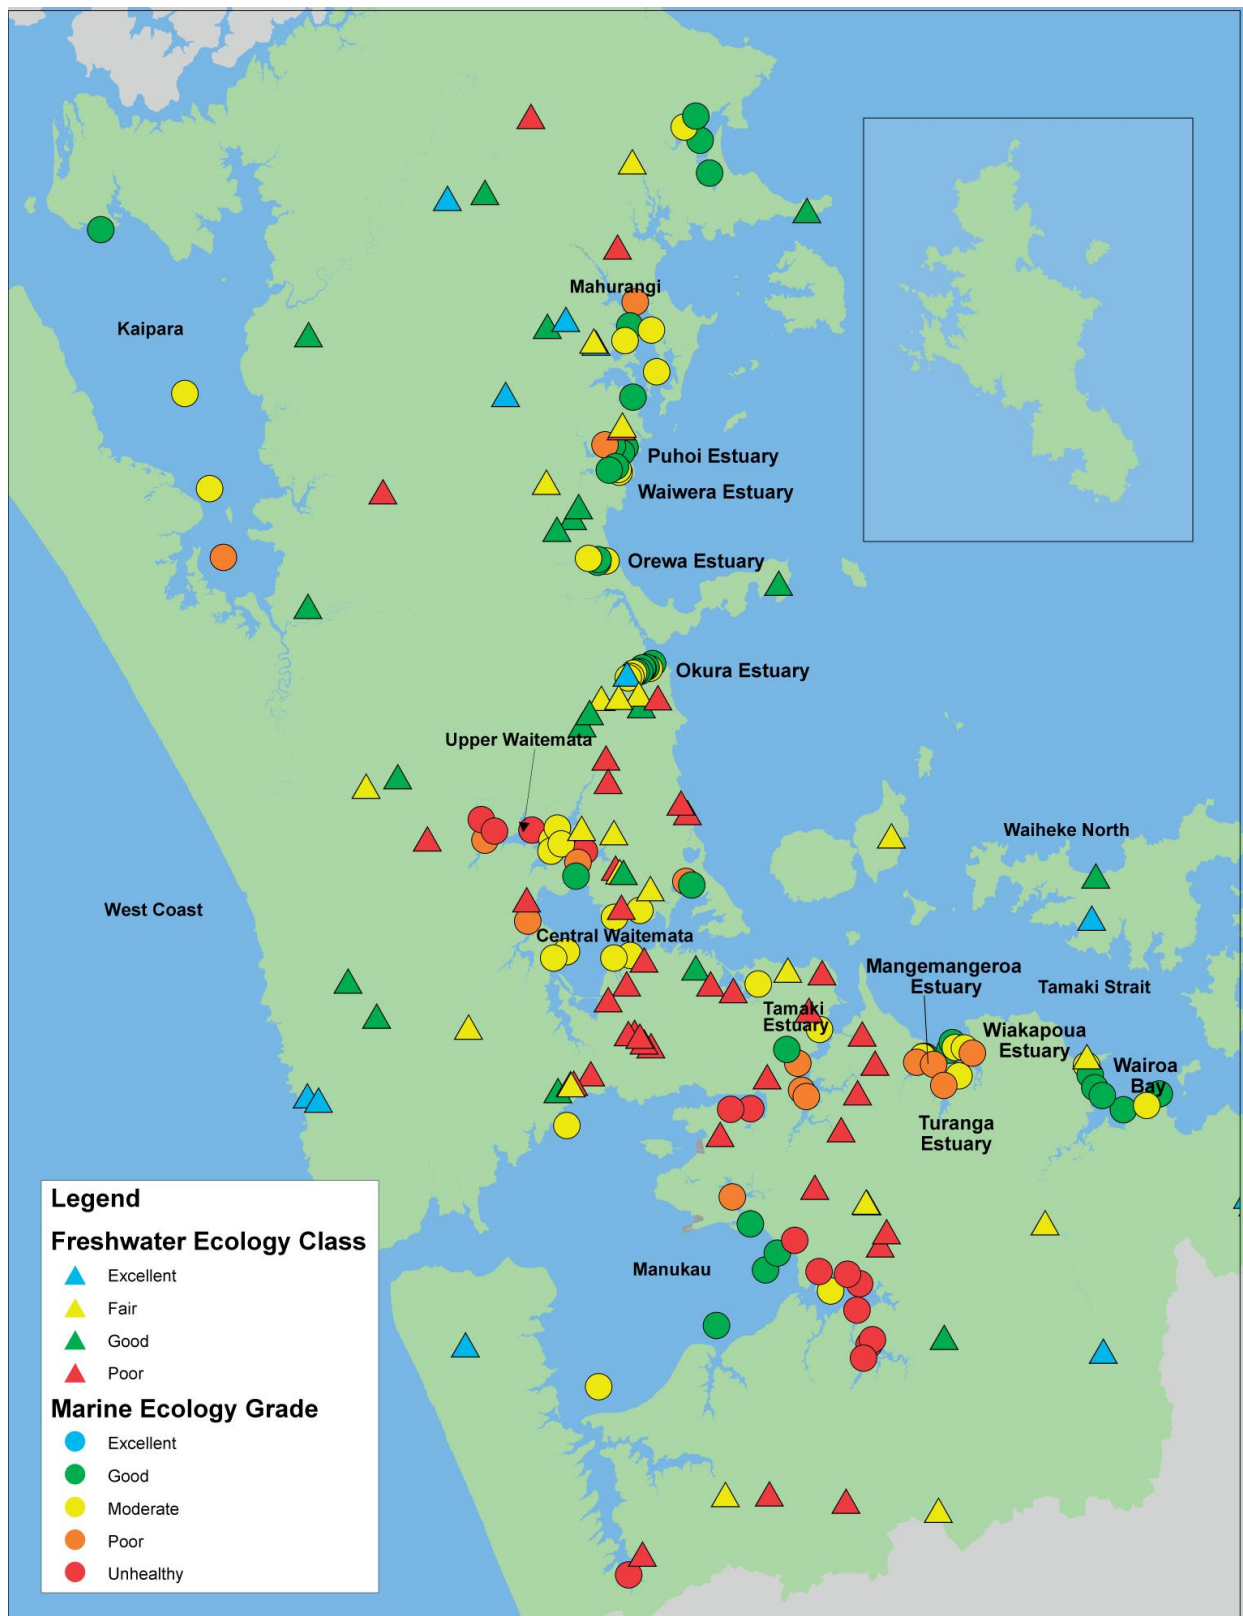 Mahurangi
Kaipara
Puhoi Estuary
Waiwera Estuary
Orewa Estuary
Okura Estuary
Upper Waitemata
Waiheke North
West Coast
Central Waitemata
Mangemangeroa
Estuary
Tamaki Strait
Tamaki
Estuary
Wiakapoua
Estuary
Wairoa
Bay
Turanga
Estuary
Manukau
Legend
Freshwater Ecology Class
Excellent
Fair
Good
Poor
Marine Ecology Grade
Excellent
Good
Moderate
Poor
Unhealthy